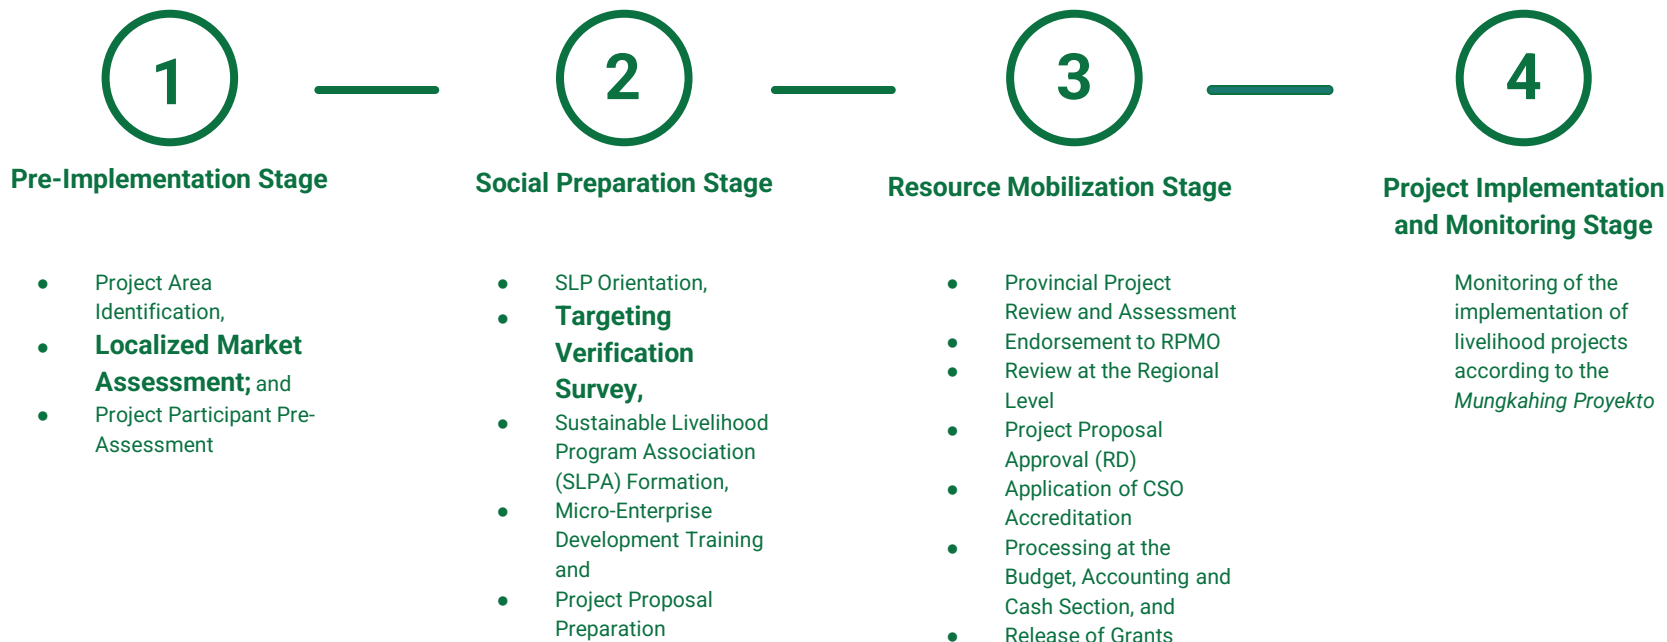 1
Pre-Implementation Stage
● Project Area
Identification,
● Localized Market
Assessment; and
● Project Participant Pre-
Assessment
2
Social Preparation Stage
● SLP Orientation,
● Targeting
Verification
Survey,
● Sustainable Livelihood
Program Association
(SLPA) Formation,
● Micro-Enterprise
Development Training
and
● Project Proposal
Preparation
3
Resource Mobilization Stage
● Provincial Project
Review and Assessment
● Endorsement to RPMO
● Review at the Regional
Level
● Project Proposal
Approval (RD)
● Application of CSO
Accreditation
● Processing at the
Budget, Accounting and
Cash Section, and
● Release of Grants
4
Project Implementation
and Monitoring Stage
Monitoring of the
implementation of
livelihood projects
according to the
Mungkahing Proyekto